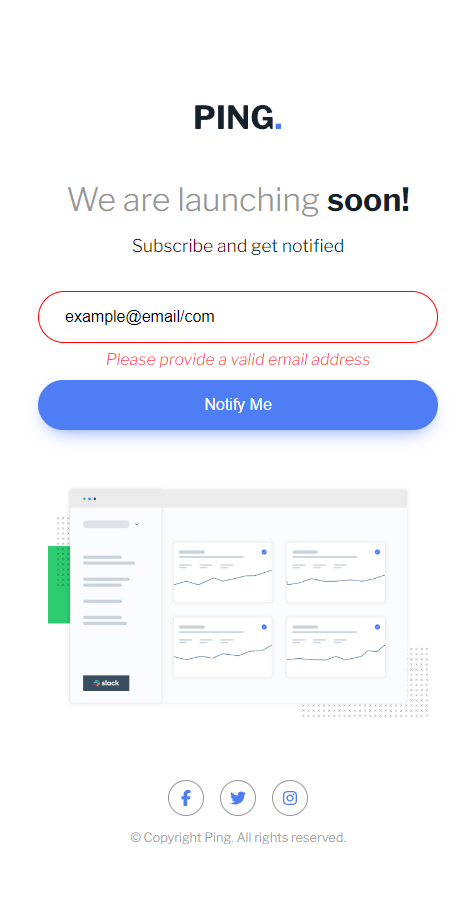 PING.
We are launching soon!
Subscribe and get notified
example@email/com
Please provide a valid email address
Notify Me
slack
© Copyright Ping. All rights reserved.